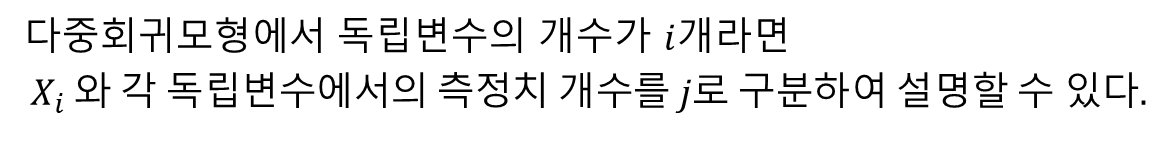 다중회귀모형에서 독립변수의 개수가 i개라면
Xᵢ 와 각 독립변수에서의 측정치 개수를 j로 구분하여 설명할 수 있다.